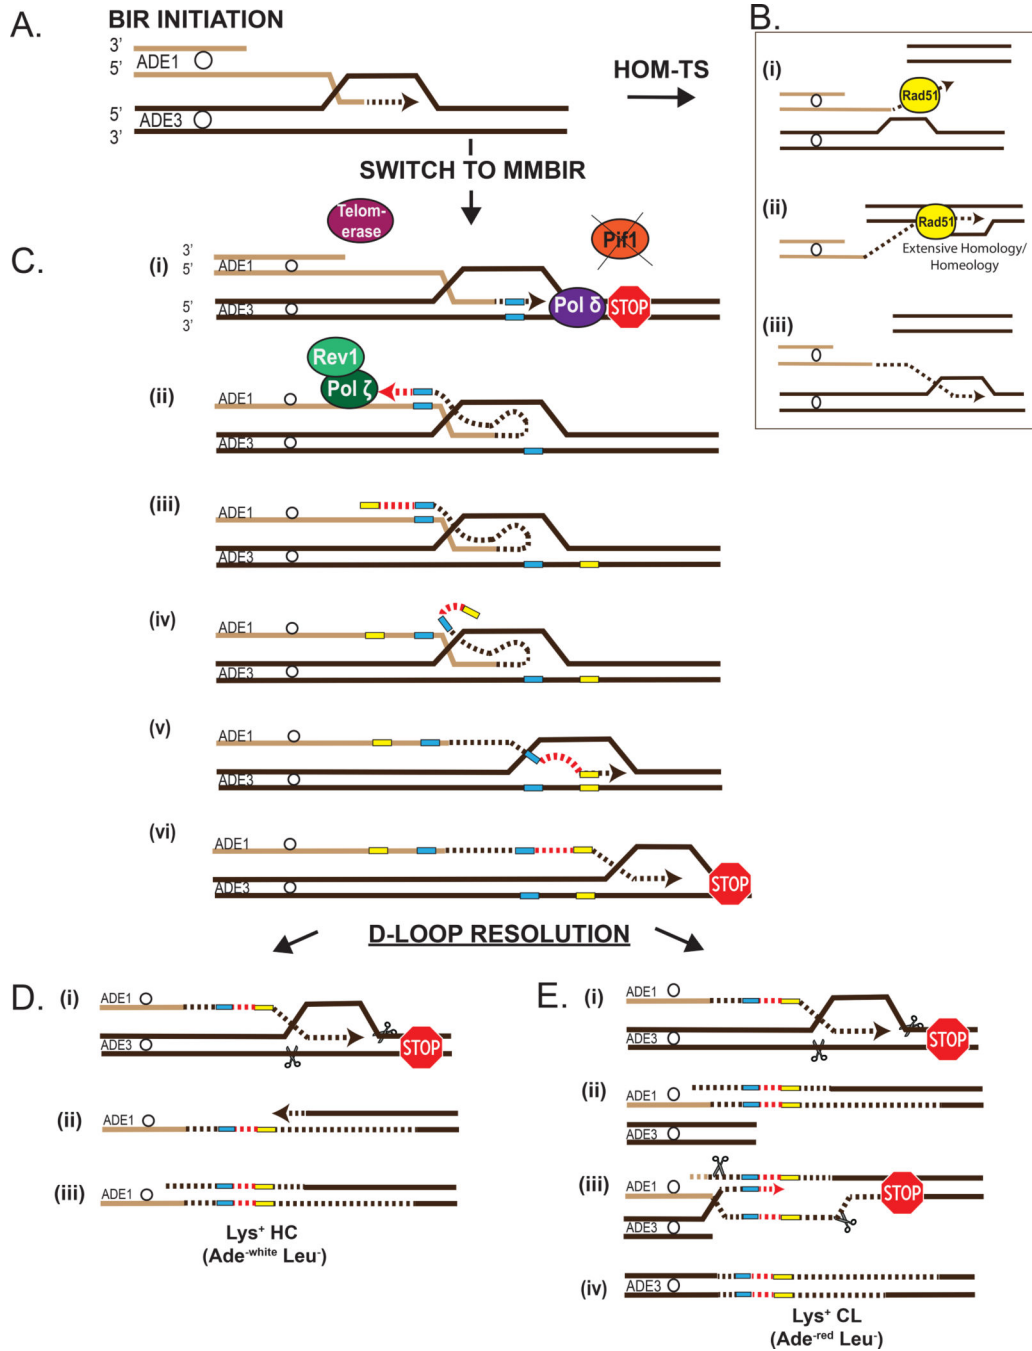 A.
BIR INITIATION
3'
ADE1
5'
5'
ADE3
3'
HOM-TS
SWITCH TO MMBIR
B.
(i)
Rad51
(ii)
Rad51
Extensive Homology/
Homeology
(iii)
C.
Telom-
erase
Pif1
(i)
3'
5'
ADE1
5'
ADE3
3'
Pol δ
STOP
Rev1
Pol ζ
(ii)
ADE1
ADE3
(iii)
ADE1
ADE3
(iv)
ADE1
ADE3
(v)
ADE1
ADE3
(vi)
ADE1
ADE3
STOP
D-LOOP RESOLUTION
D.
(i)
ADE1
ADE3
STOP
(ii)
ADE1
(iii)
ADE1
Lys+ HC
(Ade-white Leu-)
E.
(i)
ADE1
ADE3
STOP
(ii)
ADE1
ADE3
(iii)
ADE1
ADE3
STOP
(iv)
ADE3
Lys+ CL
(Ade-red Leu-)